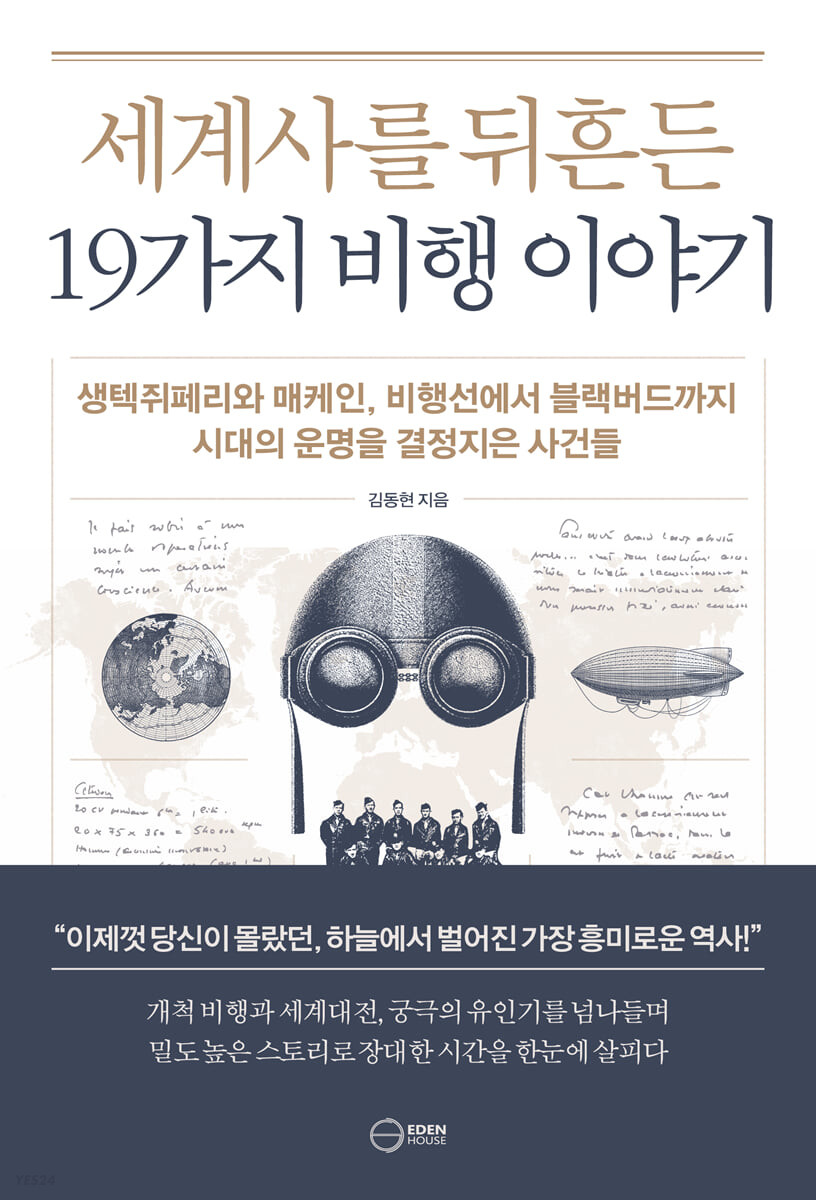 세계사를 뒤흔든
19가지 비행 이야기
생텍쥐페리와 매케인, 비행선에서 블랙버드까지
시대의 운명을 결정지은 사건들
김동현 지음
“이제껏 당신이 몰랐던, 하늘에서 벌어진 가장 흥미로운 역사!”
개척 비행과 세계대전, 궁극의 유인기를 넘나들며
밀도 높은 스토리로 장대한 시간을 한눈에 살피다
EDEN
HOUSE
YES24